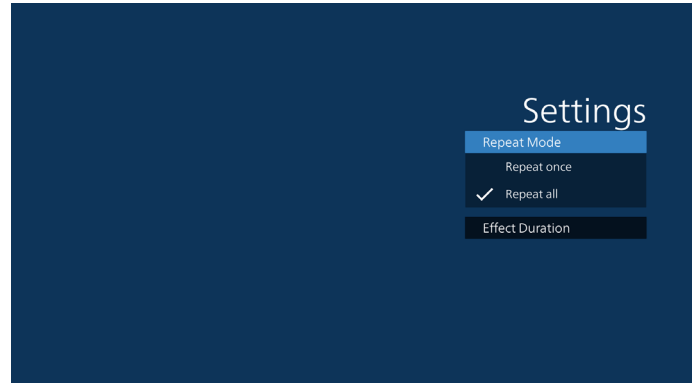 Settings
Repeat Mode
Repeat once
Repeat all
Effect Duration